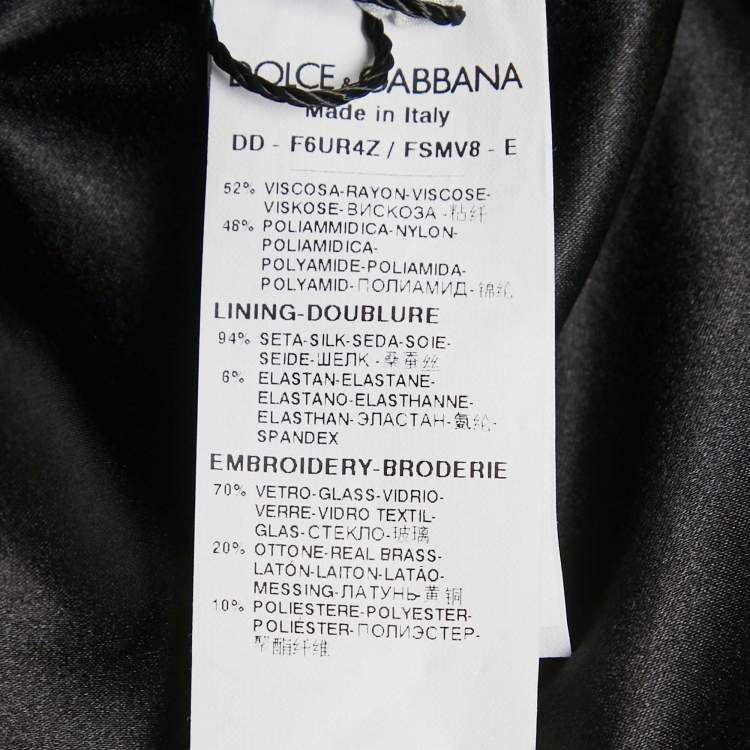 DOLCE & GABBANA
Made in Italy
DD - F6UR4Z / FSMV8 - E
52% VISCOSA-RAYON-VISCOSE-
VISKOSE-ВИСКОЗА -粘纤
48% POLIAMMIDICA-NYLON-
POLIAMIDICA-
POLYAMIDE-POLIAMIDA-
POLYAMID-ПОЛИАМИД-锦纶
LINING-DOUBLURE
94% SETA-SILK-SEDA-SOIE-
SEIDE-ШЕЛК -桑蚕丝
6% ELASTAN-ELASTANE-
ELASTANO-ELASTHANNE-
ELASTHAN-ЭЛАСТАН-氨纶-
SPANDEX
EMBROIDERY-BRODERIE
70% VETRO-GLASS-VIDRIO-
VERRE-VIDRO TEXTIL-
GLAS-СТЕКЛО-玻璃
20% OTTONE-REAL BRASS-
LATÓN-LAITON-LATÃO-
MESSING-ЛАТУНЬ-黄铜
10% POLIESTERE-POLYESTER-
POLIÉSTER-ПОЛИЭСТЕР-
聚酯纤维